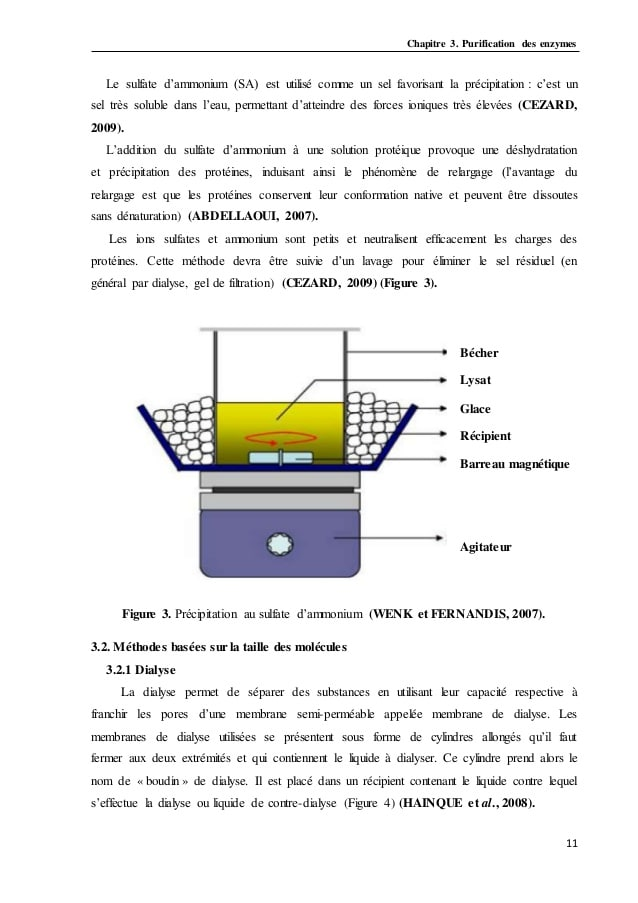 Chapitre 3. Purification des enzymes
Le sulfate d’ammonium (SA) est utilisé comme un sel favorisant la précipitation : c’est un
sel très soluble dans l’eau, permettant d’atteindre des forces ioniques très élevées (CEZARD,
2009).
L’addition du sulfate d’ammonium à une solution protéique provoque une déshydratation
et précipitation des protéines, induisant ainsi le phénomène de relargage (l’avantage du
relargage est que les protéines conservent leur conformation native et peuvent être dissoutes
sans dénaturation) (ABDELLAOUI, 2007).
Les ions sulfates et ammonium sont petits et neutralisent efficacement les charges des
protéines. Cette méthode devra être suivie d’un lavage pour éliminer le sel résiduel (en
général par dialyse, gel de filtration) (CEZARD, 2009) (Figure 3).
Bécher
Lysat
Glace
Récipient
Barreau magnétique
Agitateur
Figure 3. Précipitation au sulfate d’ammonium (WENK et FERNANDIS, 2007).
3.2. Méthodes basées sur la taille des molécules
3.2.1 Dialyse
La dialyse permet de séparer des substances en utilisant leur capacité respective à
franchir les pores d’une membrane semi-perméable appelée membrane de dialyse. Les
membranes de dialyse utilisées se présentent sous forme de cylindres allongés qu’il faut
fermer aux deux extrémités et qui contiennent le liquide à dialyser. Ce cylindre prend alors le
nom de « boudin » de dialyse. Il est placé dans un récipient contenant le liquide contre lequel
s’effectue la dialyse ou liquide de contre-dialyse (Figure 4) (HAINQUE et al., 2008).
11